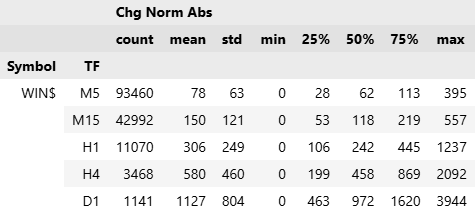 Chg Norm Abs
count mean std min 25% 50% 75% max
Symbol TF
WIN$ M5 93460 78 63 0 28 62 113 395
M15 42992 150 121 0 53 118 219 557
H1 11070 306 249 0 106 242 445 1237
H4 3468 580 460 0 199 458 869 2092
D1 1141 1127 804 0 463 972 1620 3944